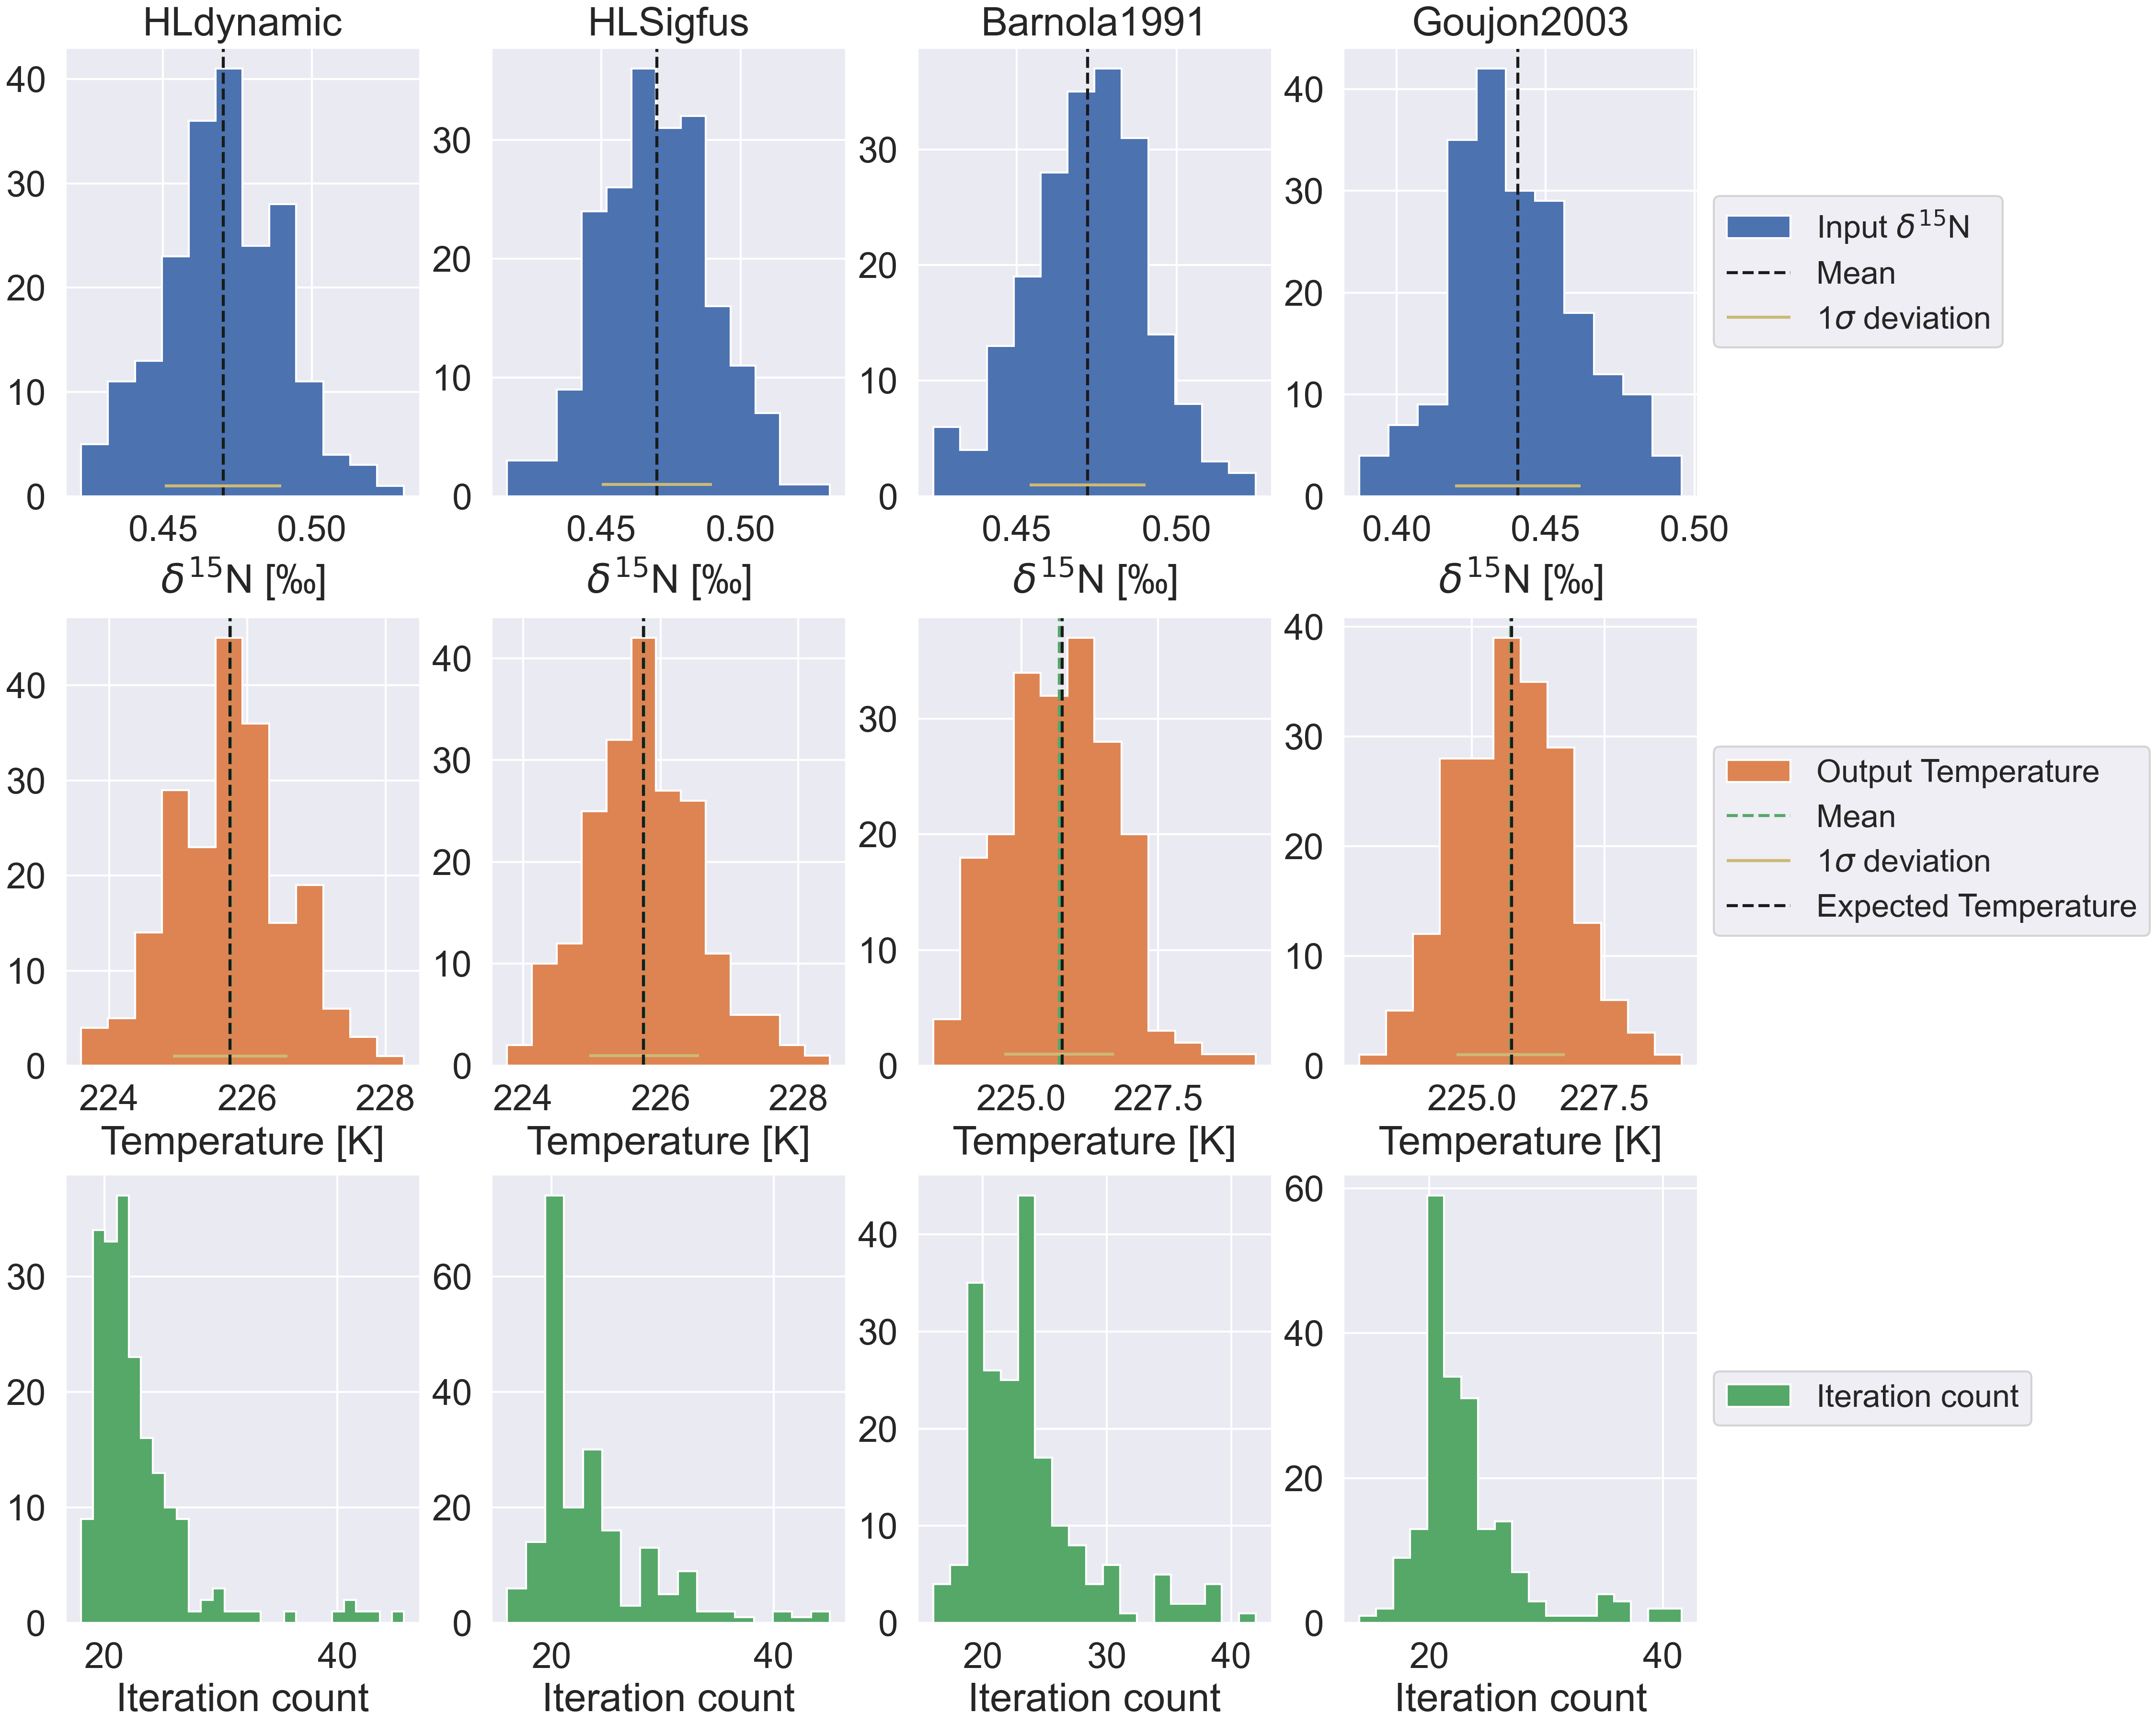 HLdynamic HLSigfus Barnola1991 Goujon2003
40 30 20 10 0
30 20 10 0
30 20 10 0
40 30 20 10 0
0.45 0.50
0.45 0.50
0.45 0.50
0.40 0.45 0.50
δ¹⁵N [‰] δ¹⁵N [‰] δ¹⁵N [‰] δ¹⁵N [‰]
Input δ¹⁵N
Mean
1σ deviation
40 30 20 10 0
40 30 20 10 0
30 20 10 0
40 30 20 10 0
224 226 228
224 226 228
225.0 227.5
225.0 227.5
Temperature [K] Temperature [K] Temperature [K] Temperature [K]
Output Temperature
Mean
1σ deviation
Expected Temperature
30 20 10 0
60 40 20 0
40 30 20 10 0
60 40 20 0
20 40
20 40
20 30 40
20 40
Iteration count Iteration count Iteration count Iteration count
Iteration count